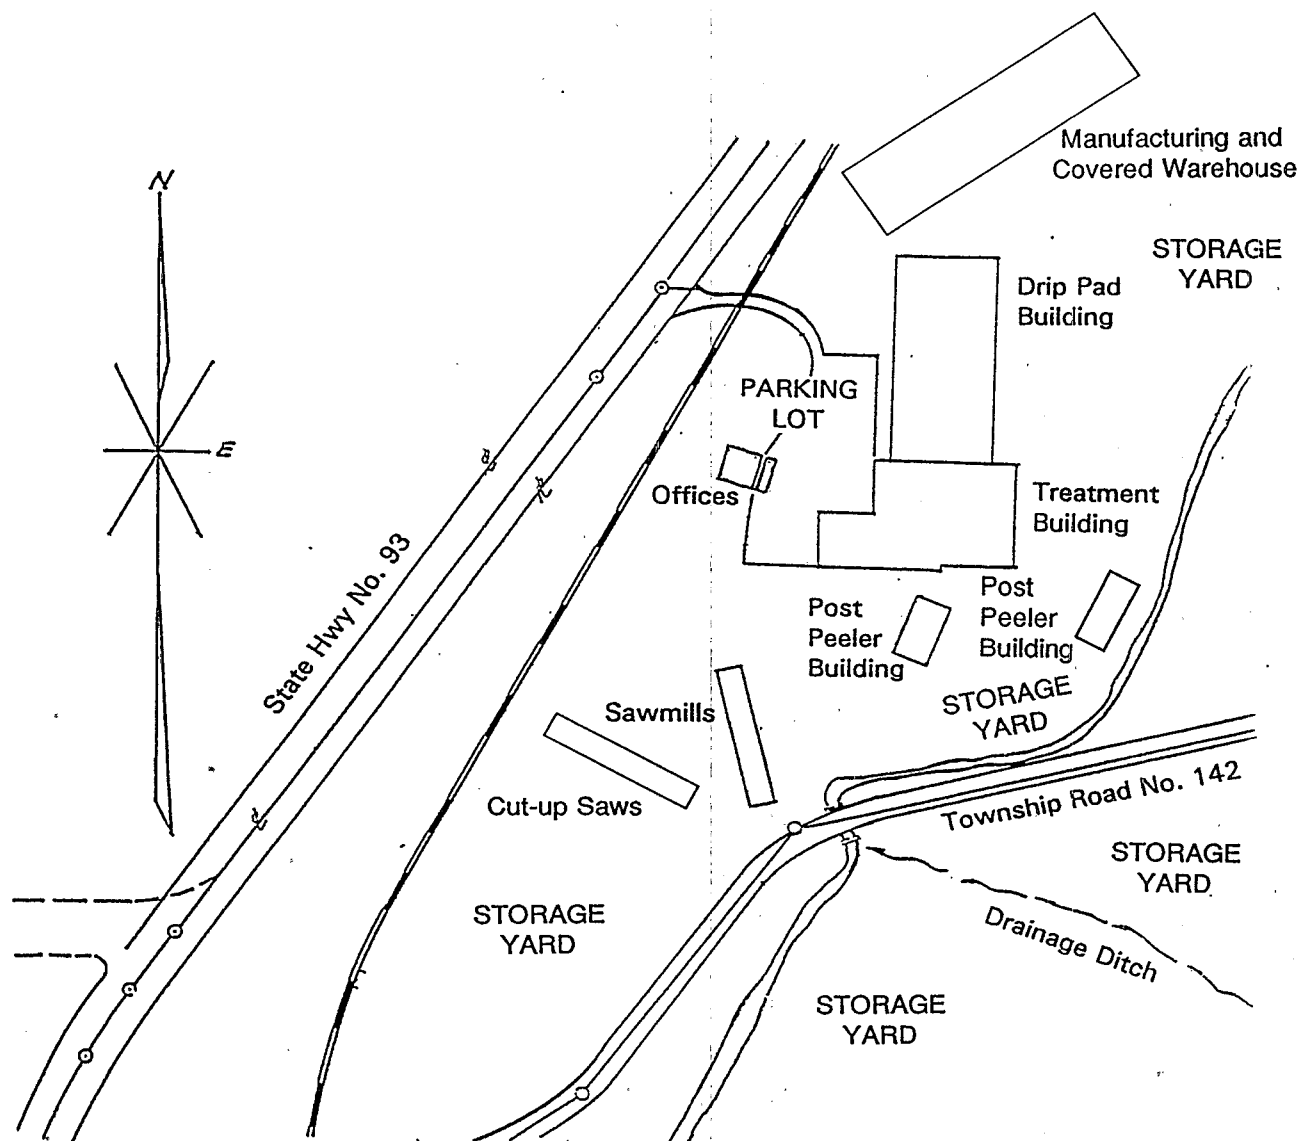 Manufacturing and
Covered Warehouse
N
STORAGE
YARD
Drip Pad
Building
PARKING
LOT
E
Offices
Treatment
Building
State Hwy No. 93
Post
Peeler
Building
Post
Peeler
Building
STORAGE
YARD
Sawmills
Cut-up Saws
Township Road No. 142
STORAGE
YARD
STORAGE
YARD
Drainage Ditch
STORAGE
YARD